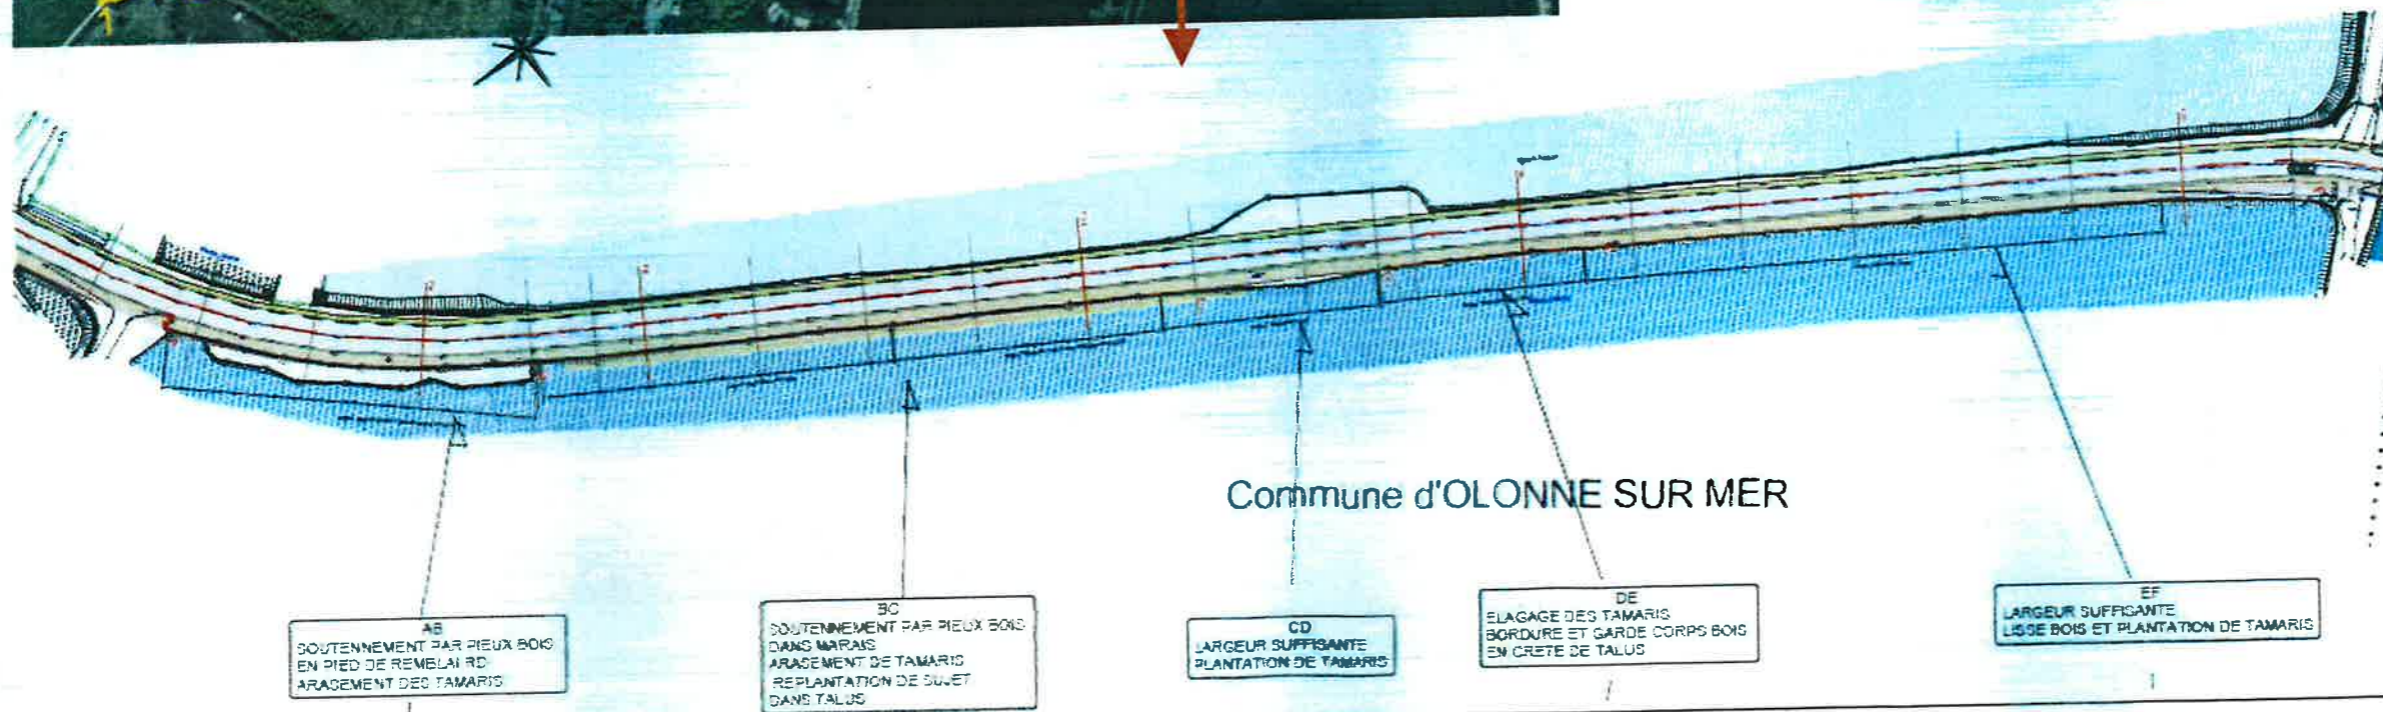 Commune d'OLONNE SUR MER
AB
SOUTENNEMENT PAR PIEUX BOIS
EN PIED DE REMBLAI RD
ARASEMENT DES TAMARIS
BC
SOUTENNEMENT PAR PIEUX BOIS
DANS MARAIS
ARASEMENT DE TAMARIS
REPLANTATION DE SUJET
DANS TALUS
CD
LARGEUR SUFFISANTE
PLANTATION DE TAMARIS
DE
ELAGAGE DES TAMARIS
BORDURE ET GARDE CORPS BOIS
EN CRETE DE TALUS
EF
LARGEUR SUFFISANTE
LISSE BOIS ET PLANTATION DE TAMARIS